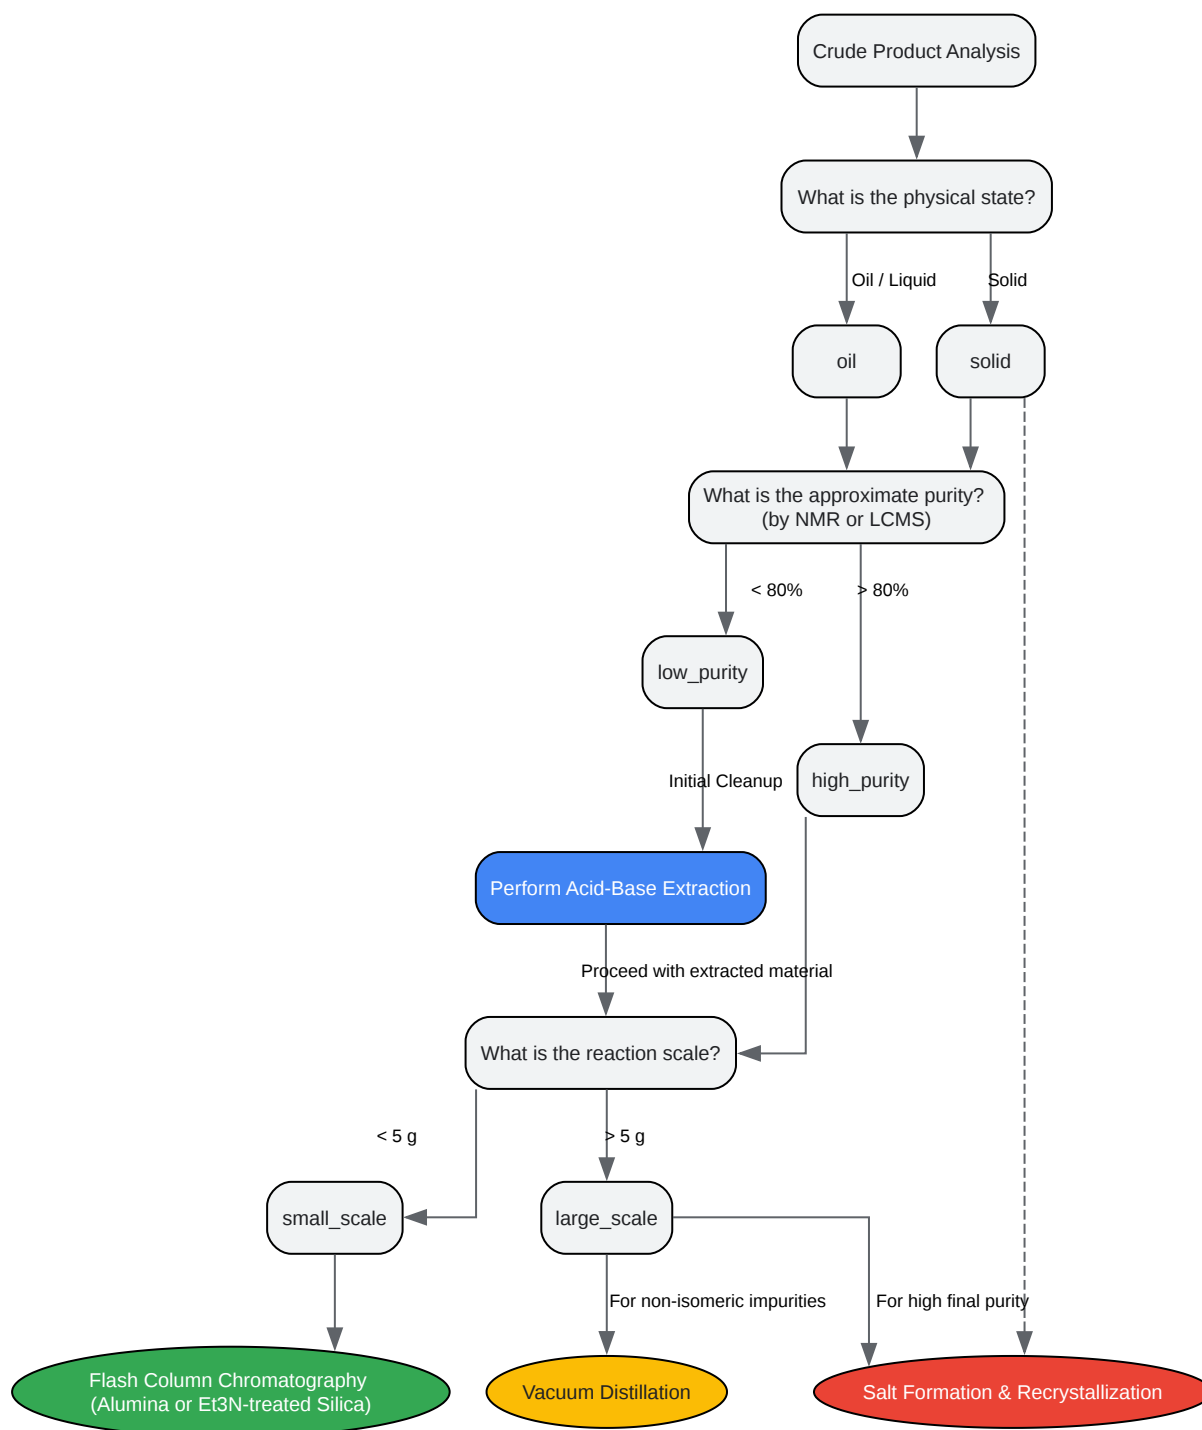 Crude Product Analysis
What is the physical state?
Oil / Liquid
Solid
oil
solid
What is the approximate purity?
(by NMR or LCMS)
< 80%
> 80%
low_purity
Initial Cleanup
high_purity
Perform Acid-Base Extraction
Proceed with extracted material
What is the reaction scale?
< 5 g
> 5 g
small_scale
large_scale
For non-isomeric impurities
For high final purity
Flash Column Chromatography
(Alumina or Et3N-treated Silica)
Vacuum Distillation
Salt Formation & Recrystallization